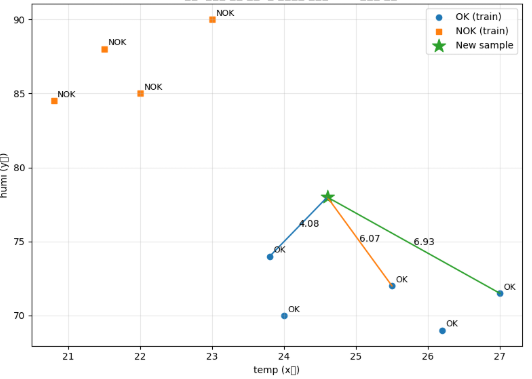 OK (train)
NOK (train)
New sample
NOK
NOK
NOK
NOK
4.08
6.07
6.93
OK
OK
OK
OK
OK
90
85
80
75
70
21
22
23
24
25
26
27
humi (y
temp (x